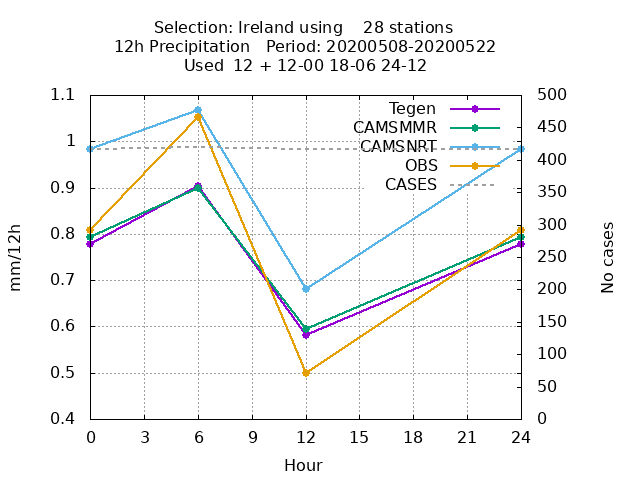 Selection: Ireland using    28 stations
12h Precipitation   Period: 20200508-20200522
Used  12 + 12-00 18-06 24-12
1.1
1
0.9
0.8
0.7
0.6
0.5
0.4
mm/12h
Tegen
CAMSMMR
CAMSNRT
OBS
CASES
500
450
400
350
300
250
200
150
100
50
0
No cases
0 3 6 9 12 15 18 21 24
Hour